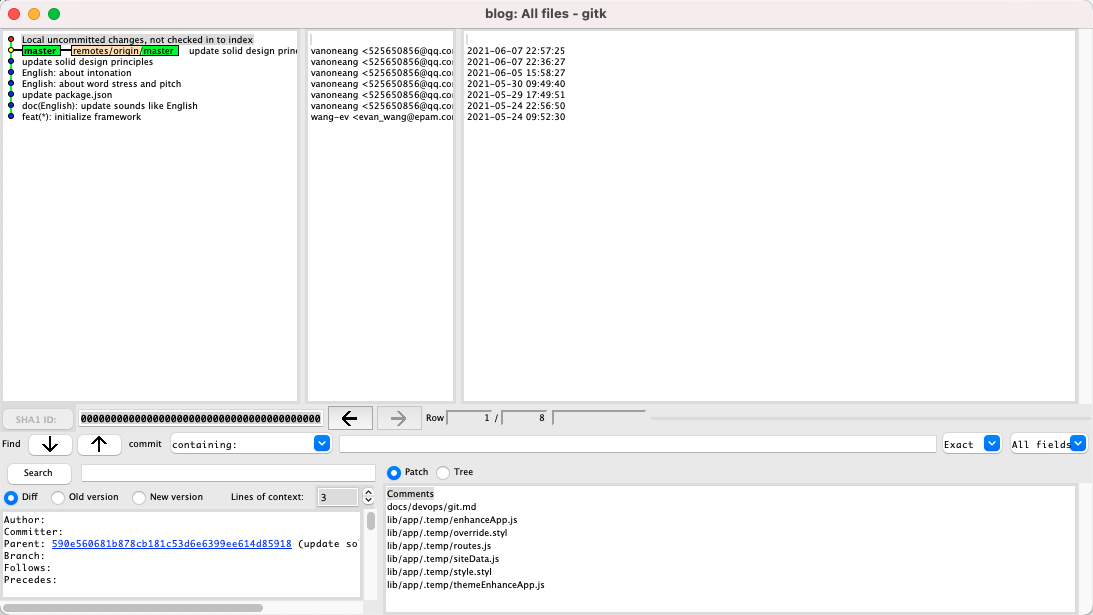 blog: All files - gitk
Local uncommitted changes, not checked in to index
master remotes/origin/master update solid design prin vanoneang <525650856@qq.co 2021-06-07 22:57:25
update solid design principles vanoneang <525650856@qq.co 2021-06-07 22:36:27
English: about intonation vanoneang <525650856@qq.co 2021-06-05 15:58:27
English: about word stress and pitch vanoneang <525650856@qq.co 2021-05-30 09:49:40
update package.json vanoneang <525650856@qq.co 2021-05-29 17:49:51
doc(English): update sounds like English vanoneang <525650856@qq.co 2021-05-24 22:56:50
feat(*): initialize framework wang-ev <evan_wang@epam.co 2021-05-24 09:52:30
SHA1 ID: 0000000000000000000000000000000000000000 Row 1 / 8
Find commit containing: Exact All fields
Search
Patch Tree
Diff Old version New version Lines of context: 3
Author:
Committer:
Parent: 590e560681b878cb181c53d6e6399ee614d85918 (update so
Branch:
Follows:
Precedes:
Comments
docs/devops/git.md
lib/app/.temp/enhanceApp.js
lib/app/.temp/override.styl
lib/app/.temp/routes.js
lib/app/.temp/siteData.js
lib/app/.temp/style.styl
lib/app/.temp/themeEnhanceApp.js